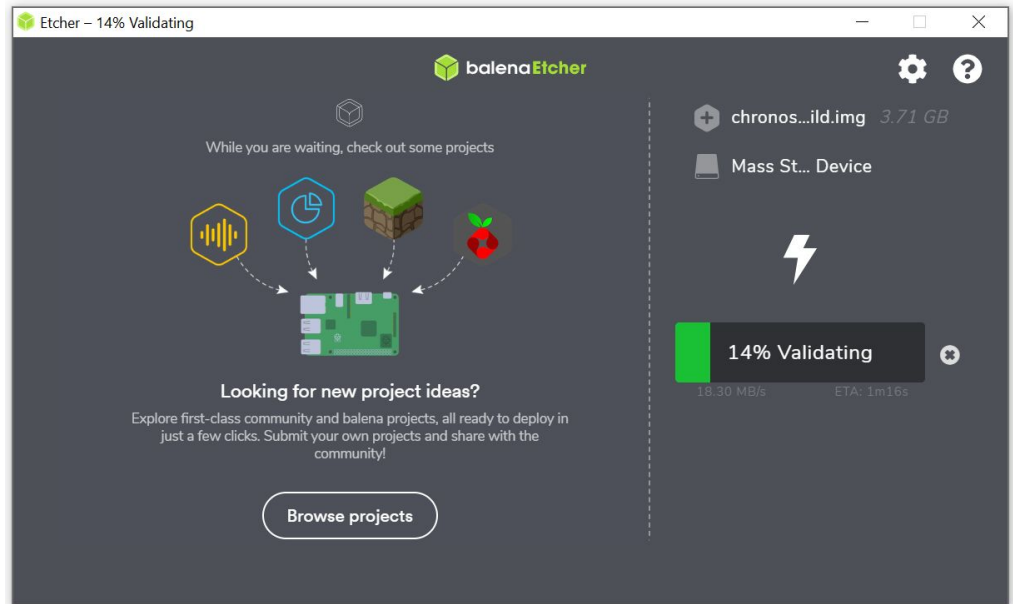 Etcher – 14% Validating
balenaEtcher
While you are waiting, check out some projects
Looking for new project ideas?
Explore first-class community and balena projects, all ready to deploy in
just a few clicks. Submit your own projects and share with the
community!
Browse projects
chronos...ild.img 3.71 GB
Mass St... Device
14% Validating
18.30 MB/s ETA: 1m16s